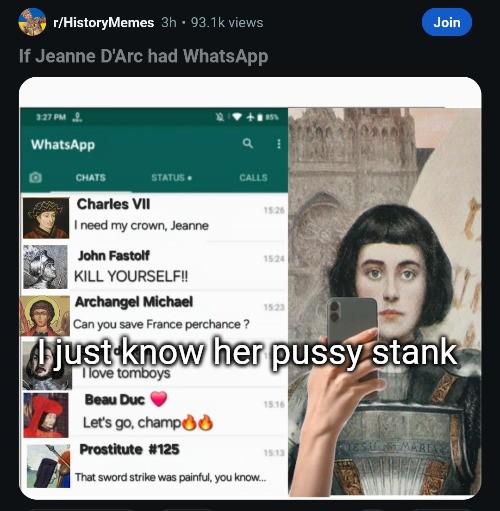 r/HistoryMemes 3h • 93.1k views
Join
If Jeanne D'Arc had WhatsApp
3:27 PM
85%
WhatsApp
CHATS STATUS • CALLS
Charles VII
15:26
I need my crown, Jeanne
John Fastolf
15:24
KILL YOURSELF!!
Archangel Michael
15:23
Can you save France perchance ?
I just know her pussy stank
I love tomboys
Beau Duc ❤️
15:16
Let's go, champ🔥🔥
Prostitute #125
15:13
That sword strike was painful, you know...